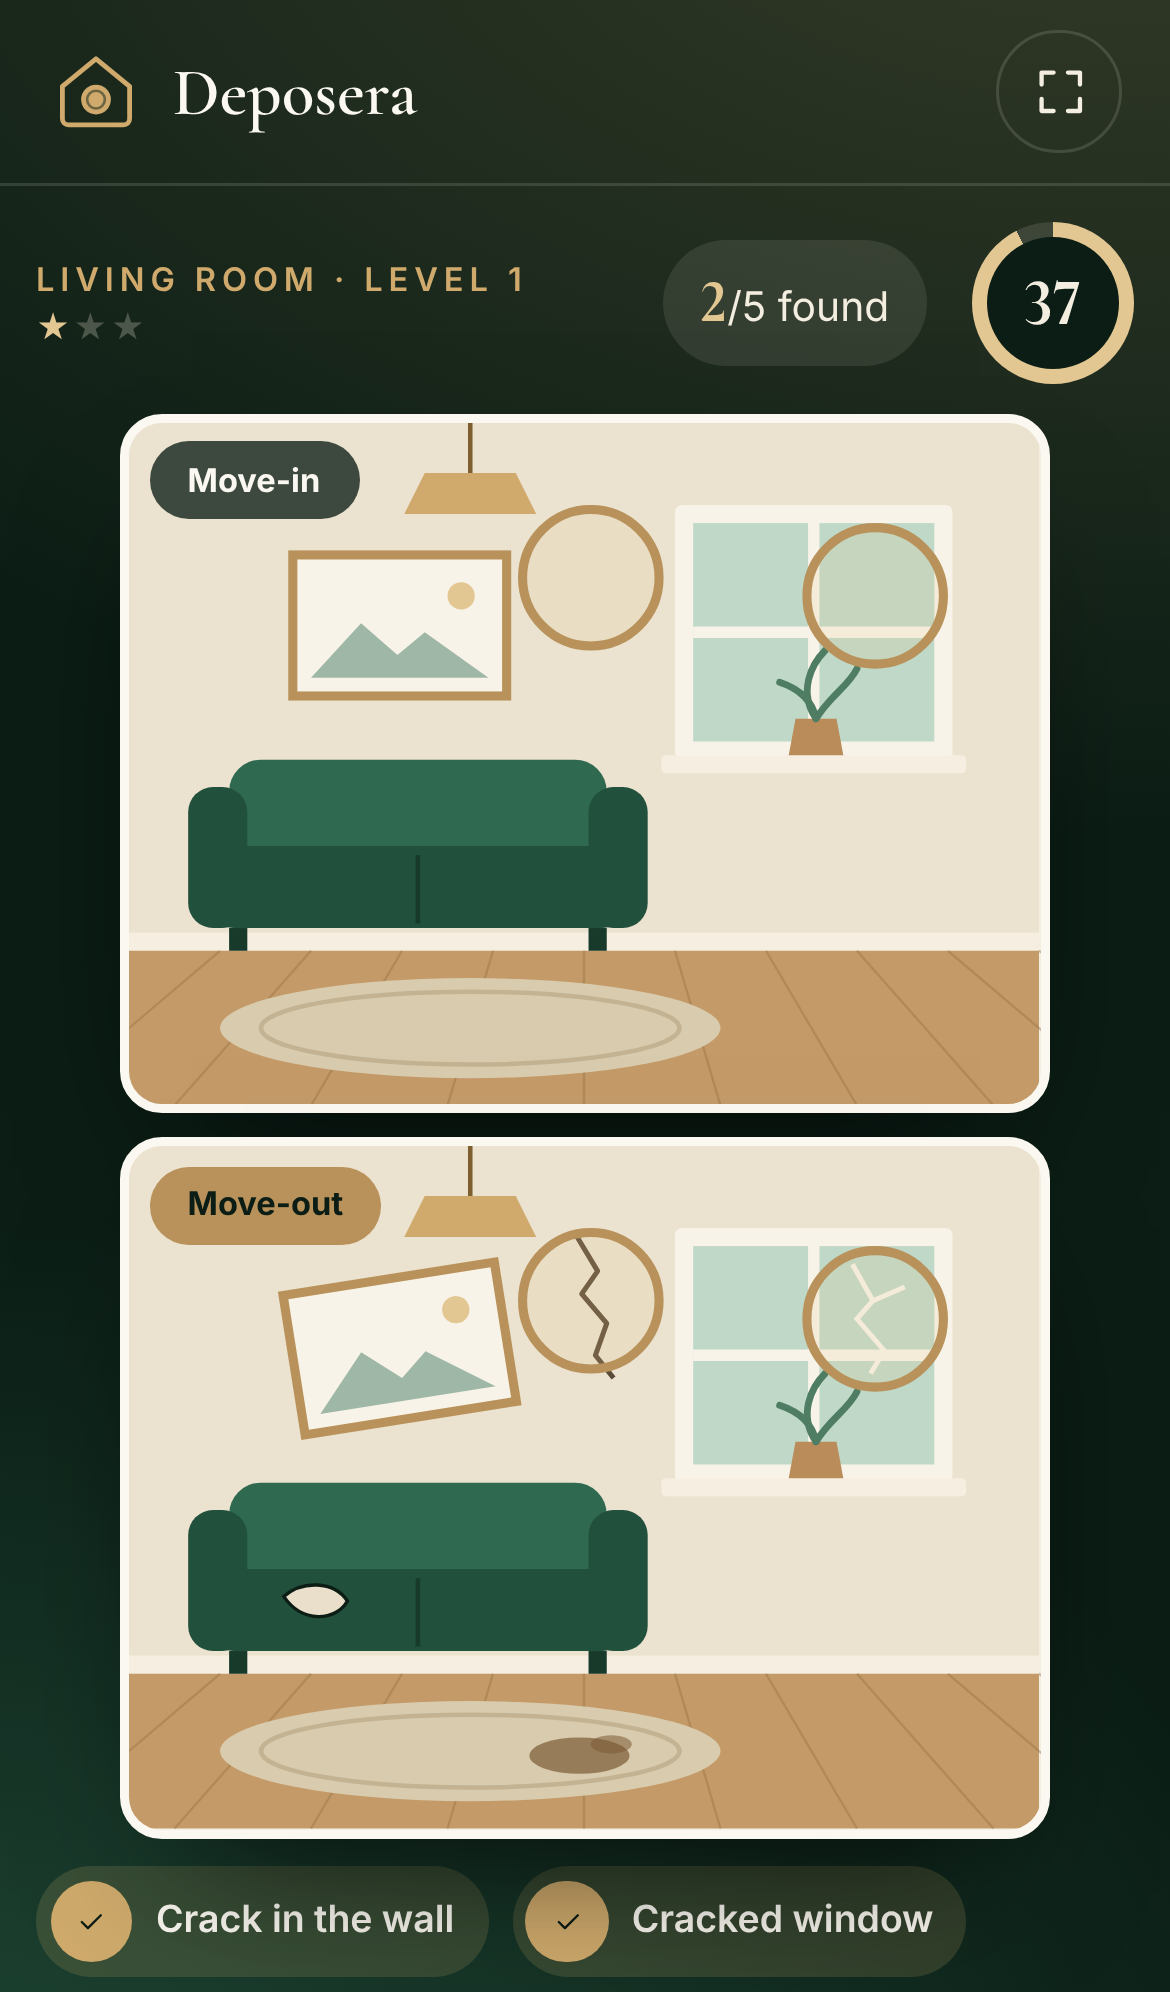 Deposera
LIVING ROOM · LEVEL 1
2/5 found
37
Move-in
Move-out
Crack in the wall
Cracked window